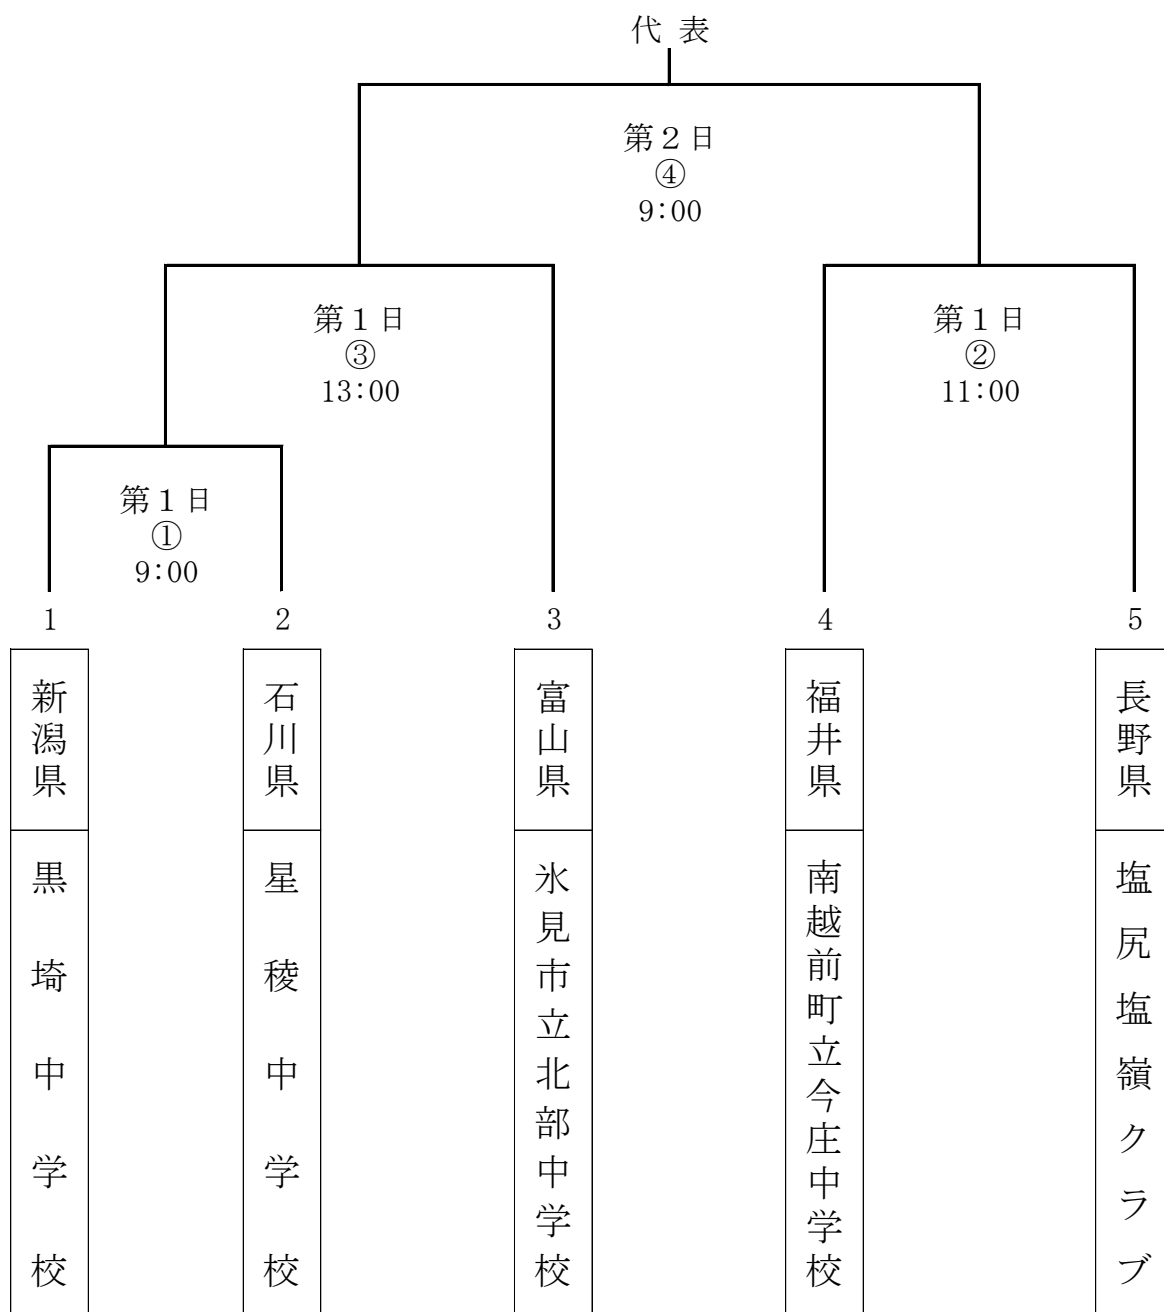 代表
第２日
④
9:00
第１日
③
13:00
第１日
②
11:00
第１日
①
9:00
1
2
3
4
5
新潟県
石川県
富山県
福井県
長野県
黒埼中学校
星稜中学校
氷見市立北部中学校
南越前町立今庄中学校
塩尻塩嶺クラブ